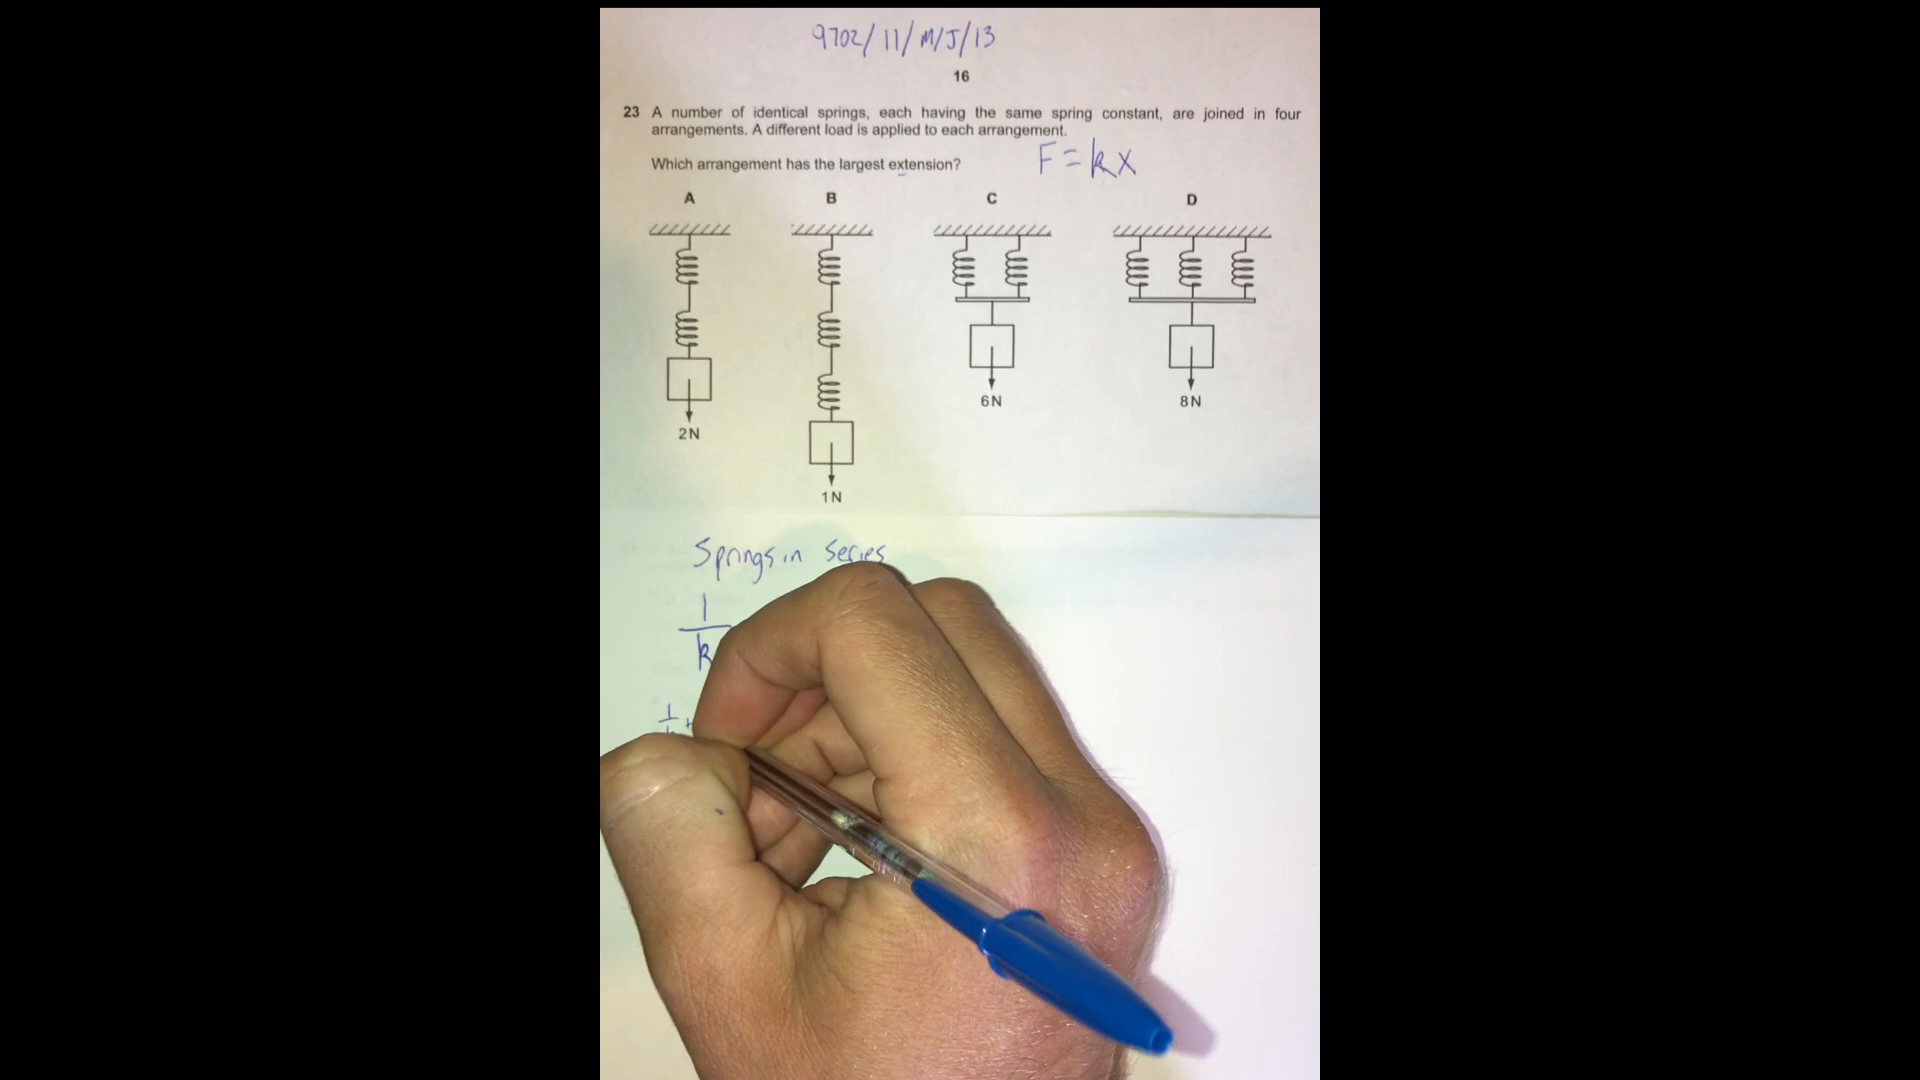 9702/11/M/J/13
16
23 A number of identical springs, each having the same spring constant, are joined in four
arrangements. A different load is applied to each arrangement.
Which arrangement has the largest extension?
F = kx
A B C D
6N 8N
2N
1N
Springs in series
1
k
1 +